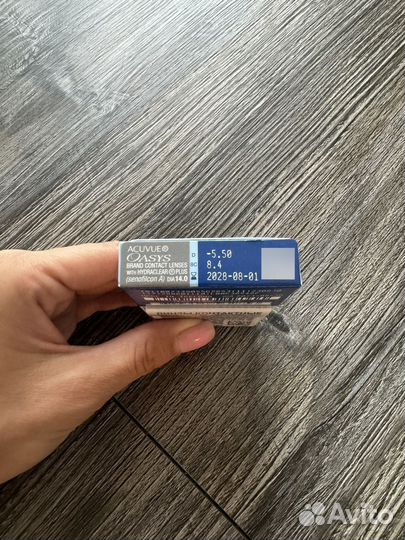 ACUVUE®
OASYS
BRAND CONTACT LENSES
WITH HYDRACLEAR® PLUS
(senofilcon A) DIA 14.0
D -5.50
BC 8.4
2028-08-01
Avito